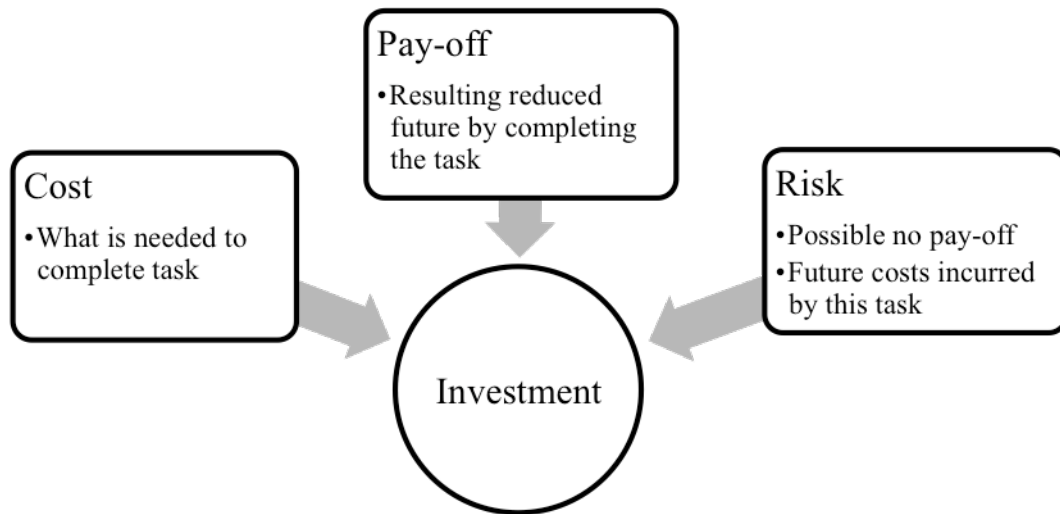 Pay-off
•Resulting reduced
future by completing
the task
Cost
•What is needed to
complete task
Risk
•Possible no pay-off
•Future costs incurred
by this task
Investment